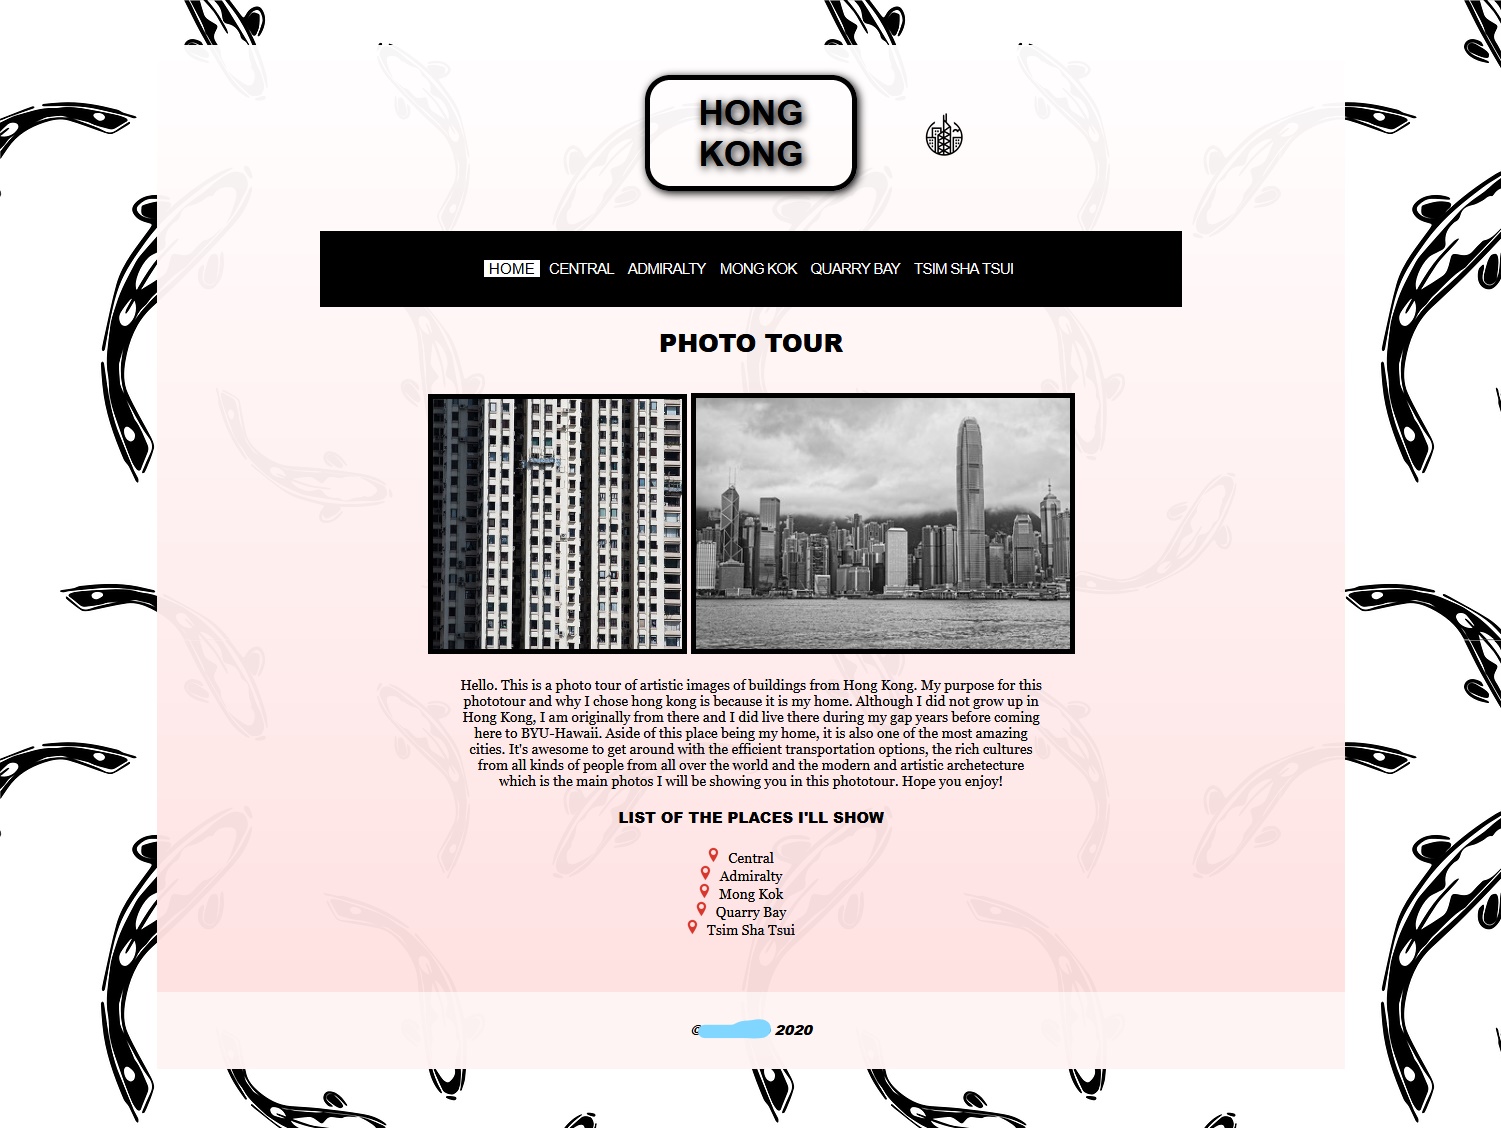 HONG
KONG
HOME CENTRAL ADMIRALTY MONG KOK QUARRY BAY TSIM SHA TSUI
PHOTO TOUR
Hello. This is a photo tour of artistic images of buildings from Hong Kong. My purpose for this
phototour and why I chose hong kong is because it is my home. Although I did not grow up in
Hong Kong, I am originally from there and I did live there during my gap years before coming
here to BYU-Hawaii. Aside of this place being my home, it is also one of the most amazing
cities. It's awesome to get around with the efficient transportation options, the rich cultures
from all kinds of people from all over the world and the modern and artistic archetecture
which is the main photos I will be showing you in this phototour. Hope you enjoy!
LIST OF THE PLACES I'LL SHOW
Central
Admiralty
Mong Kok
Quarry Bay
Tsim Sha Tsui
© 2020